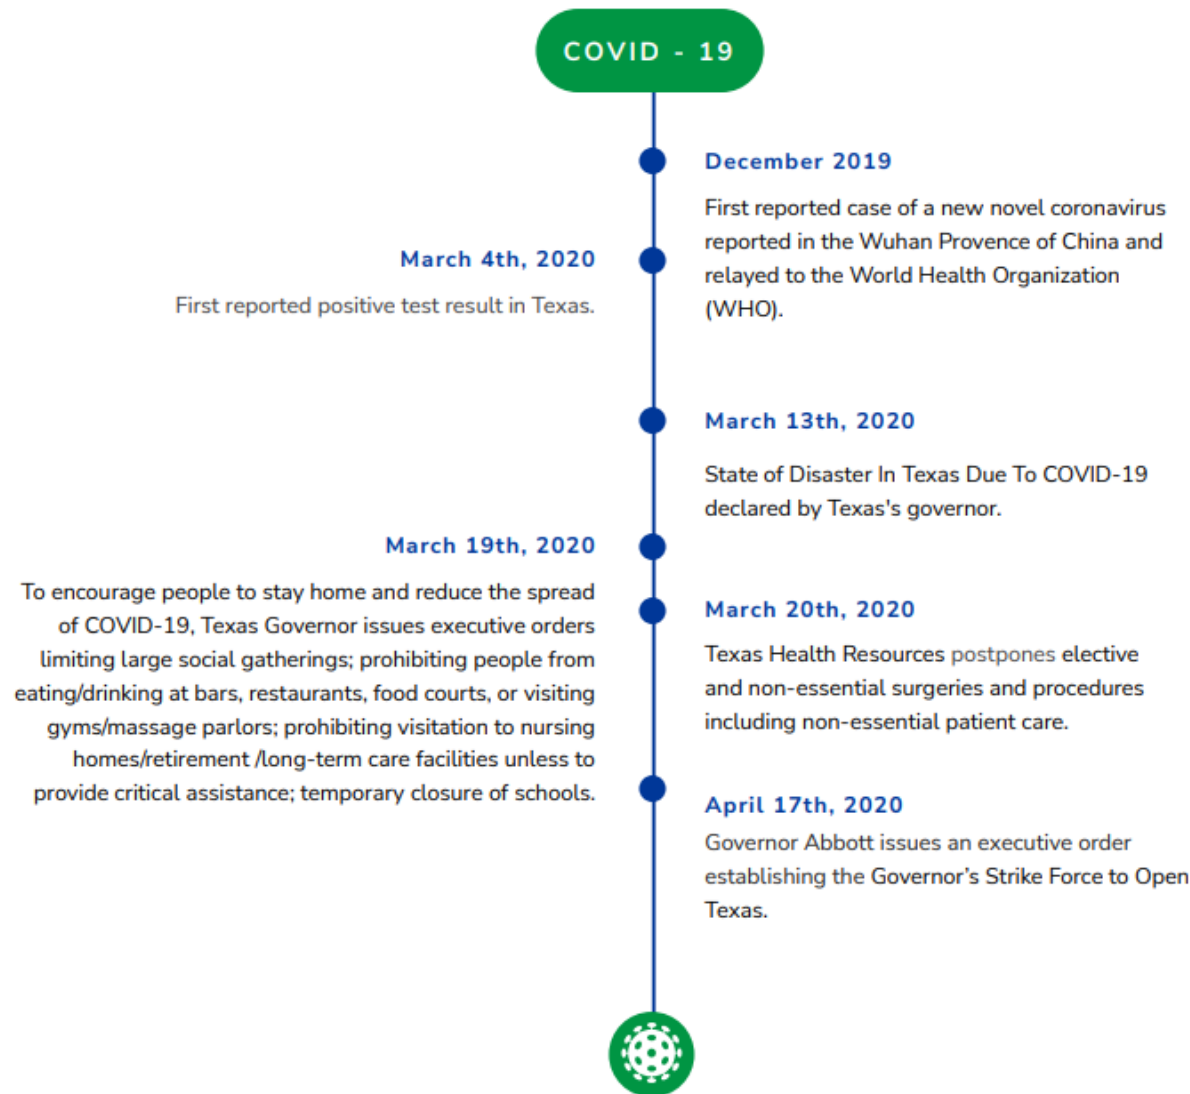 COVID - 19
December 2019
First reported case of a new novel coronavirus
reported in the Wuhan Provence of China and
relayed to the World Health Organization
(WHO).
March 4th, 2020
First reported positive test result in Texas.
March 13th, 2020
State of Disaster In Texas Due To COVID-19
declared by Texas's governor.
March 19th, 2020
To encourage people to stay home and reduce the spread
of COVID-19, Texas Governor issues executive orders
limiting large social gatherings; prohibiting people from
eating/drinking at bars, restaurants, food courts, or visiting
gyms/massage parlors; prohibiting visitation to nursing
homes/retirement /long-term care facilities unless to
provide critical assistance; temporary closure of schools.
March 20th, 2020
Texas Health Resources postpones elective
and non-essential surgeries and procedures
including non-essential patient care.
April 17th, 2020
Governor Abbott issues an executive order
establishing the Governor’s Strike Force to Open
Texas.